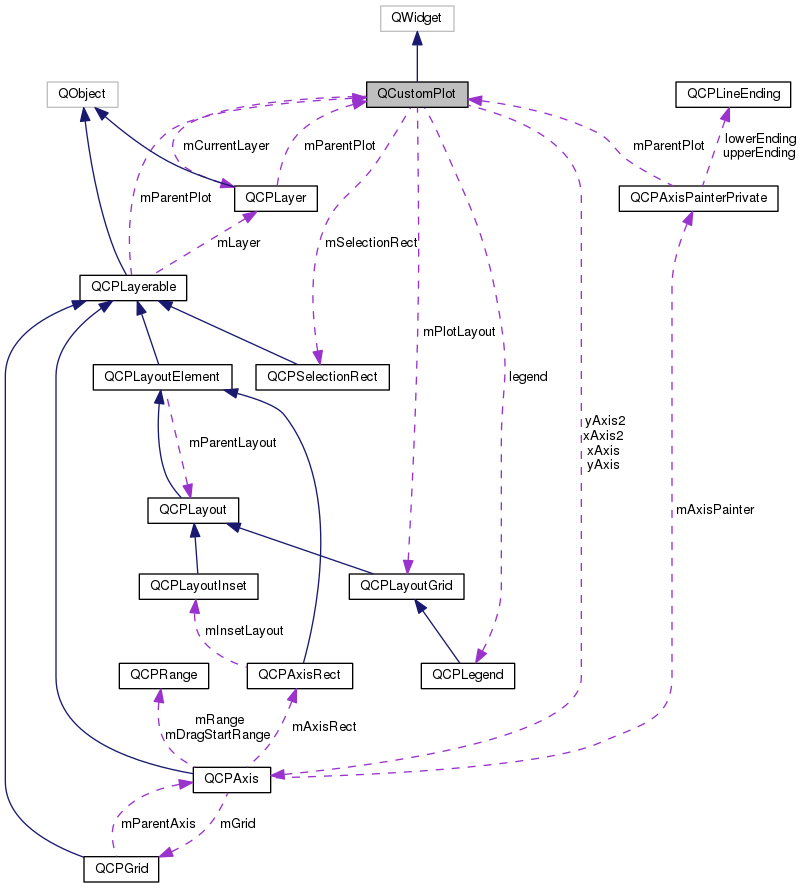 QWidget
QObject
QCustomPlot
QCPLineEnding
mCurrentLayer
mParentPlot
mParentPlot
lowerEnding
upperEnding
mParentPlot
QCPLayer
QCPAxisPainterPrivate
mLayer
mSelectionRect
QCPLayerable
mPlotLayout
QCPLayoutElement
QCPSelectionRect
legend
mParentLayout
yAxis2
xAxis2
xAxis
yAxis
QCPLayout
mAxisPainter
QCPLayoutInset
QCPLayoutGrid
mInsetLayout
QCPRange
QCPAxisRect
QCPLegend
mRange
mDragStartRange
mAxisRect
QCPAxis
mParentAxis
mGrid
QCPGrid